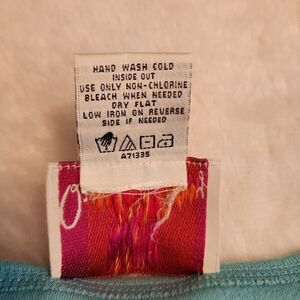 HAND WASH COLD
INSIDE OUT
USE ONLY NON-CHLORINE
BLEACH WHEN NEEDED
DRY FLAT
LOW IRON ON REVERSE
SIDE IF NEEDED
A71335